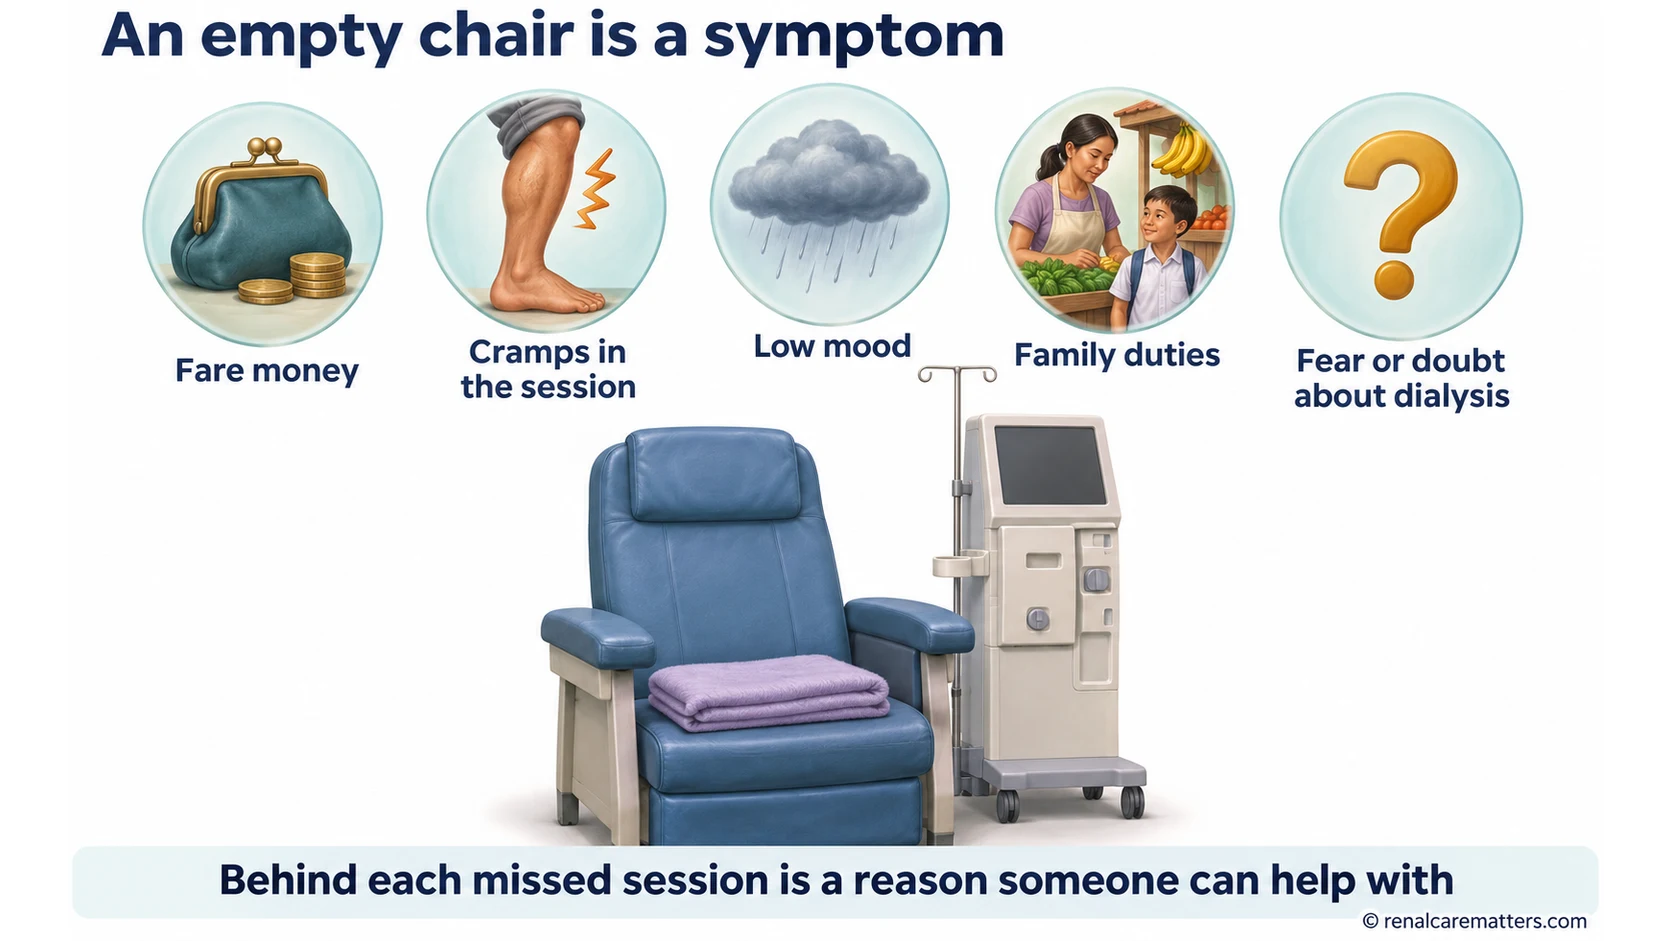 An empty chair is a symptom
Fare money
Cramps in
the session
Low mood
Family duties
Fear or doubt
about dialysis
Behind each missed session is a reason someone can help with
© renalcarematters.com